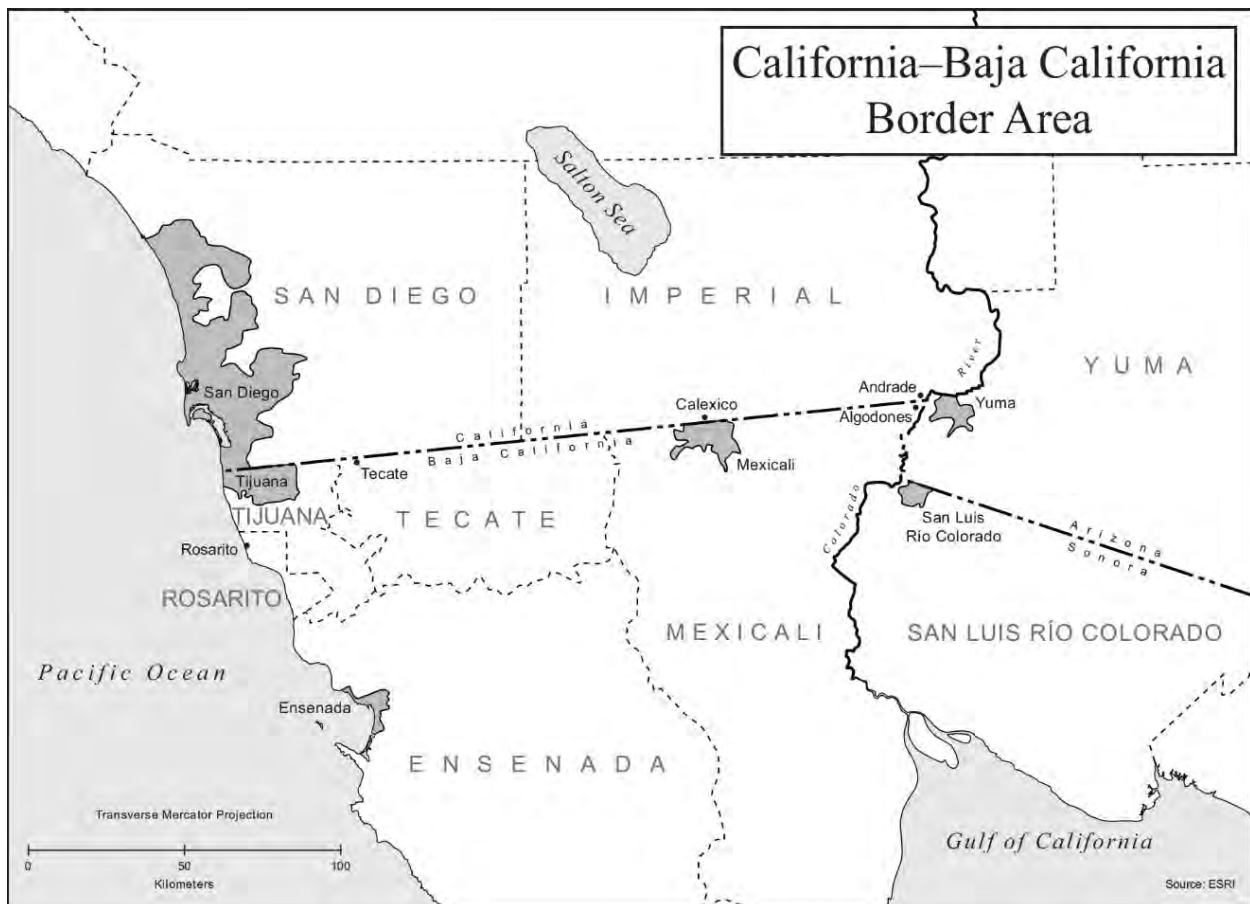 California–Baja California
Border Area
Salton Sea
SAN DIEGO
IMPERIAL
River
YUMA
San Diego
Andrade
Calexico
Algodones
Yuma
California
Baja California
Tecate
Mexicali
Tijuana
TIJUANA
TECATE
Colorado
San Luis
Río Colorado
Arizona
Sonora
Rosarito
ROSARITO
MEXICALI
SAN LUIS RÍO COLORADO
Pacific Ocean
Ensenada
ENSENADA
Transverse Mercator Projection
0 50 100
Kilometers
Gulf of California
Source: ESRI